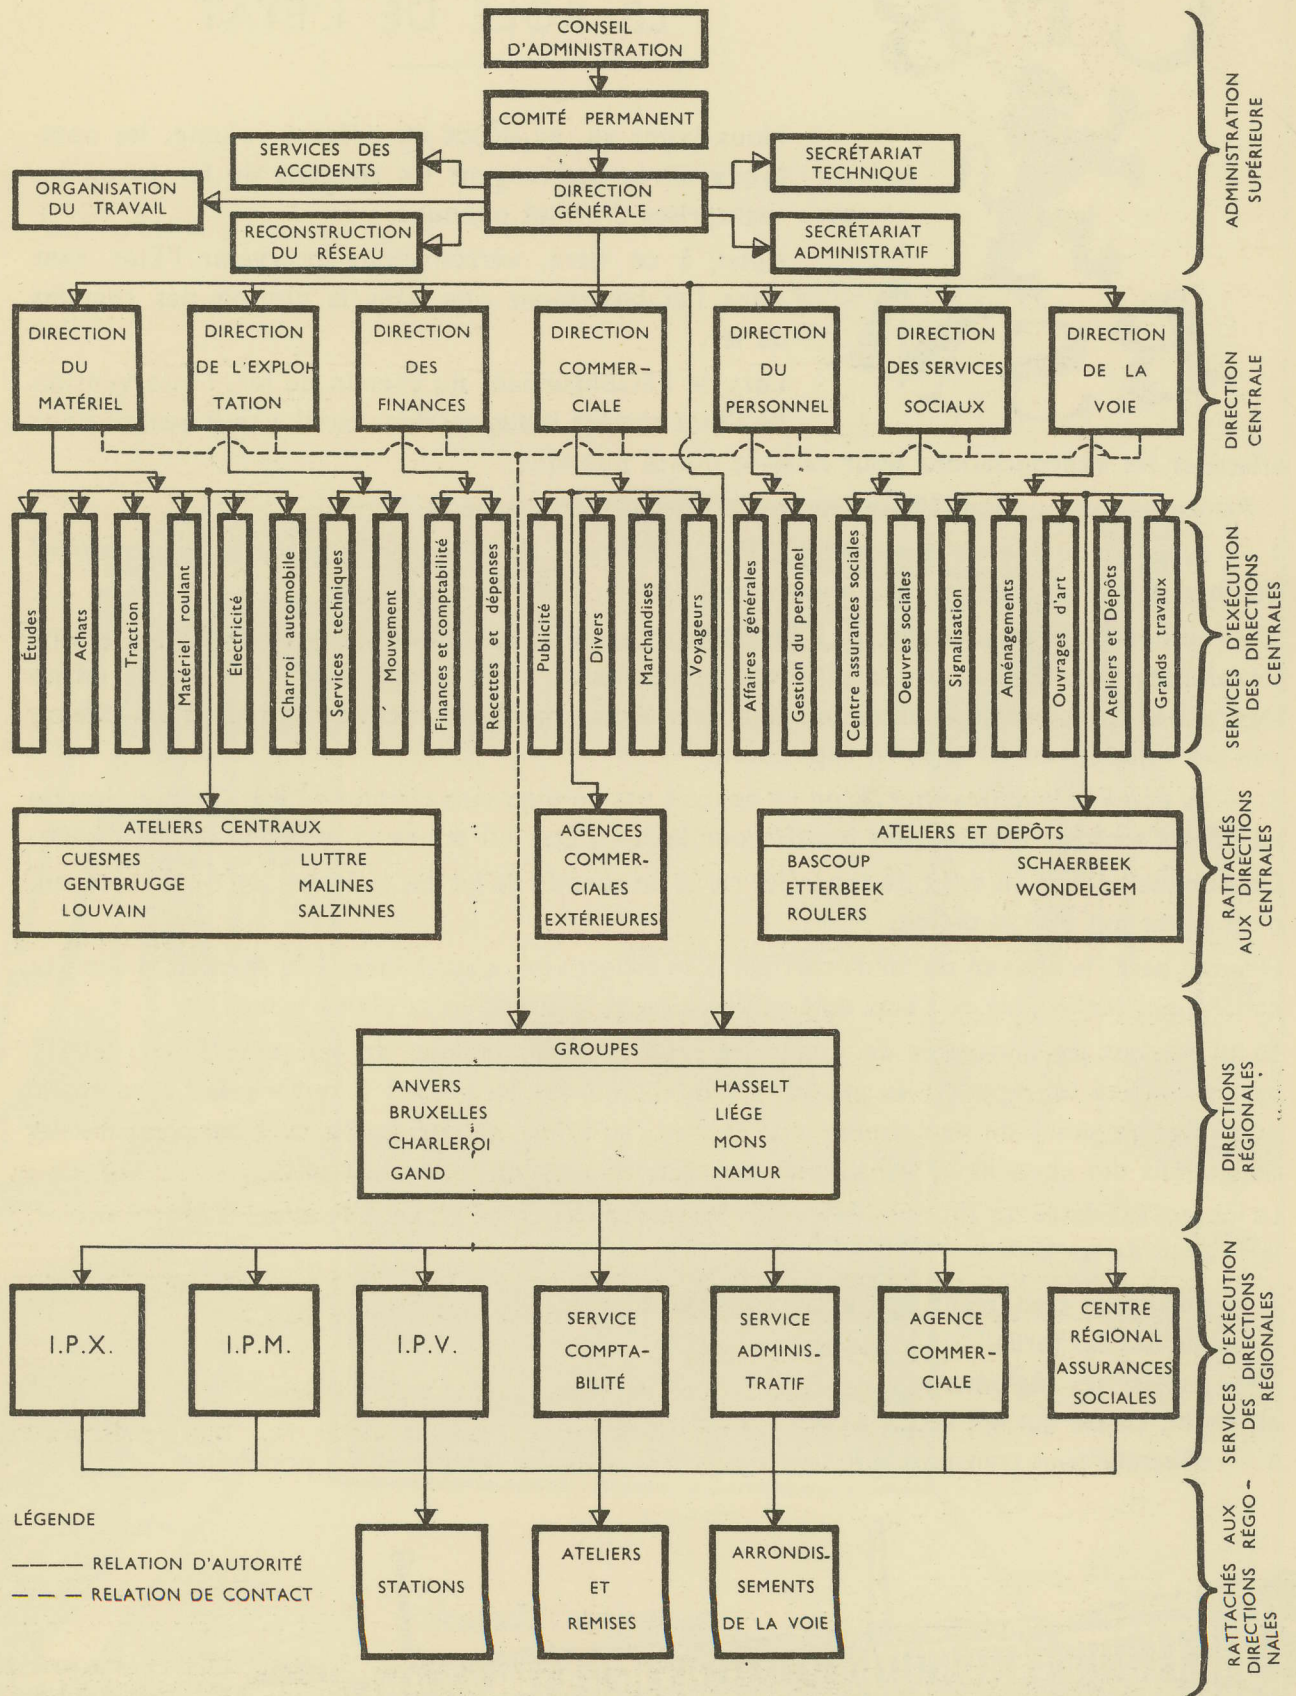 CONSEIL
D'ADMINISTRATION
COMITÉ PERMANENT
SERVICES DES
ACCIDENTS
SECRÉTARIAT
TECHNIQUE
ORGANISATION
DU TRAVAIL
DIRECTION
GÉNÉRALE
RECONSTRUCTION
DU RÉSEAU
SECRÉTARIAT
ADMINISTRATIF
ADMINISTRATION
SUPÉRIEURE
DIRECTION
DU
MATÉRIEL
DIRECTION
DE L'EXPLOI-
TATION
DIRECTION
DES
FINANCES
DIRECTION
COMMER-
CIALE
DIRECTION
DU
PERSONNEL
DIRECTION
DES SERVICES
SOCIAUX
DIRECTION
DE LA
VOIE
DIRECTION
CENTRALE
Études
Achats
Traction
Matériel roulant
Électricité
Charroi automobile
Services techniques
Mouvement
Finances et comptabilité
Recettes et dépenses
Publicité
Divers
Marchandises
Voyageurs
Affaires générales
Gestion du personnel
Centre assurances sociales
Oeuvres sociales
Signalisation
Aménagements
Ouvrages d'art
Ateliers et Dépôts
Grands travaux
SERVICES D'EXÉCUTION
DES DIRECTIONS
CENTRALES
ATELIERS CENTRAUX
CUESMES LUTTRE
GENTBRUGGE MALINES
LOUVAIN SALZINNES
AGENCES
COMMER-
CIALES
EXTÉRIEURES
ATELIERS ET DEPÔTS
BASCOUP SCHAERBEEK
ETTERBEEK WONDELGEM
ROULERS
RATTACHÉS
AUX DIRECTIONS
CENTRALES
GROUPES
ANVERS HASSELT
BRUXELLES LIÉGE
CHARLEROI MONS
GAND NAMUR
DIRECTIONS
RÉGIONALES
I.P.X.
I.P.M.
I.P.V.
SERVICE
COMPTA-
BILITÉ
SERVICE
ADMINIS-
TRATIF
AGENCE
COMMER-
CIALE
CENTRE
RÉGIONAL
ASSURANCES
SOCIALES
SERVICES D'EXÉCUTION
DES DIRECTIONS
RÉGIONALES
LÉGENDE
RELATION D'AUTORITÉ
RELATION DE CONTACT
STATIONS
ATELIERS
ET
REMISES
ARRONDIS-
SEMENTS
DE LA VOIE
RATTACHÉS AUX
DIRECTIONS RÉGIO-
NALES